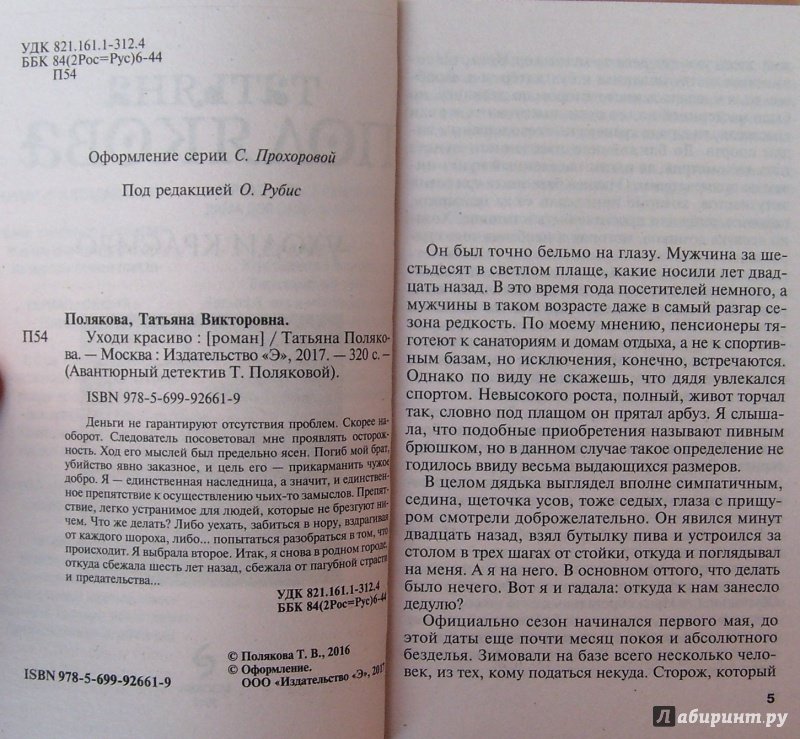 УДК 821.161.1-312.4
ББК 84(2Рос=Рус)6-44
П54
Оформление серии С. Прохоровой
Под редакцией О. Рубис
Полякова, Татьяна Викторовна.
П54 Уходи красиво : [роман] / Татьяна Поляко-
ва. — Москва : Издательство «Э», 2017. — 320 с. —
(Авантюрный детектив Т. Поляковой).
ISBN 978-5-699-92661-9
Деньги не гарантируют отсутствия проблем. Скорее на-
оборот. Следователь посоветовал мне проявлять осторож-
ность. Ход его мыслей был предельно ясен. Погиб мой брат,
убийство явно заказное, и цель его — прикарманить чужое
добро. Я — единственная наследница, а значит, и единствен-
ное препятствие к осуществлению чьих-то замыслов. Препят-
ствие, легко устранимое для людей, которые не брезгуют ни-
чем. Что же делать? Либо уехать, забиться в нору, вздрагивая
от каждого шороха, либо... попытаться разобраться в том, что
происходит. Я выбрала второе. Итак, я снова в родном городе,
откуда сбежала шесть лет назад, сбежала от пагубной страсти
и предательства...
УДК 821.161.1-312.4
ББК 84(2Рос=Рус)6-44
© Полякова Т. В., 2016
© Оформление.
ООО «Издательство «Э», 2017
ISBN 978-5-699-92661-9
Он был точно бельмо на глазу. Мужчина за ше-
стьдесят в светлом плаще, какие носили лет двад-
цать назад. В это время года посетителей немного, а
мужчины в таком возрасте даже в самый разгар се-
зона редкость. По моему мнению, пенсионеры тя-
готеют к санаториям и домам отдыха, а не к спортив-
ным базам, но исключения, конечно, встречаются.
Однако по виду не скажешь, что дядя увлекался
спортом. Невысокого роста, полный, живот торчал
так, словно под плащом он прятал арбуз. Я слыша-
ла, что подобные приобретения называют пивным
брюшком, но в данном случае такое определение не
годилось ввиду весьма выдающихся размеров.
В целом дядька выглядел вполне симпатичным,
седина, щеточка усов, тоже седых, глаза с прищу-
ром смотрели доброжелательно. Он явился минут
двадцать назад, взял бутылку пива и устроился за
столом в трех шагах от стойки, откуда и поглядывал
на меня. А я на него. В основном оттого, что делать
было нечего. Вот я и гадала: откуда к нам занесло
дедулю?
Официально сезон начинался первого мая, до
этой даты еще почти месяц покоя и абсолютного
безделья. Зимовали на базе всего несколько чело-
век, из тех, кому податься некуда. Сторож, который
5
Лабиринт.ру